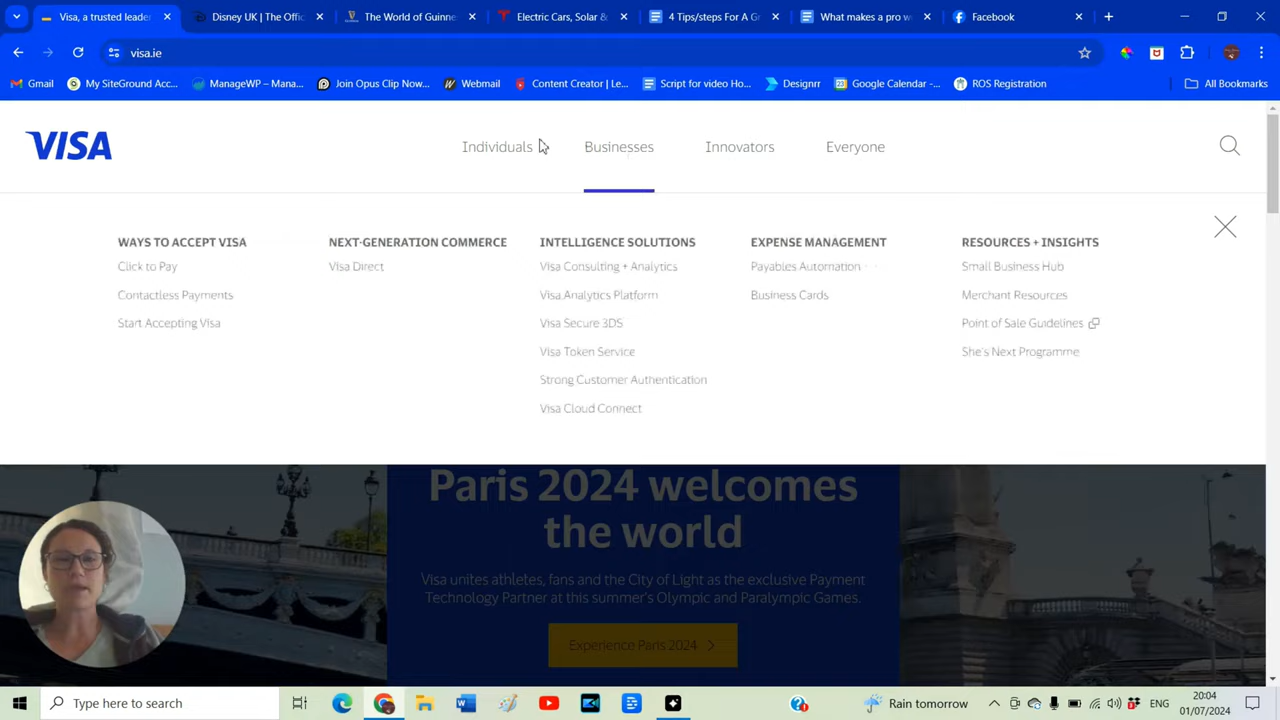 Visa, a trusted leader
Disney UK | The Offic
The World of Guinne
Electric Cars, Solar &
4 Tips/steps For A G
What makes a pro w
Facebook
visa.ie
Gmail
My SiteGround Acc...
ManageWP – Mana...
Join Opus Clip Now...
Webmail
Content Creator | Le...
Script for video Ho...
Designrr
Google Calendar -...
ROS Registration
All Bookmarks
VISA
Individuals
Businesses
Innovators
Everyone
WAYS TO ACCEPT VISA
Click to Pay
Contactless Payments
Start Accepting Visa
NEXT-GENERATION COMMERCE
Visa Direct
INTELLIGENCE SOLUTIONS
Visa Consulting + Analytics
Visa Analytics Platform
Visa Secure 3DS
Visa Token Service
Strong Customer Authentication
Visa Cloud Connect
EXPENSE MANAGEMENT
Payables Automation
Business Cards
RESOURCES + INSIGHTS
Small Business Hub
Merchant Resources
Point of Sale Guidelines
She's Next Programme
Paris 2024 welcomes
the world
Visa unites athletes, fans and the City of Light as the exclusive Payment
Technology Partner at this summer's Olympic and Paralympic Games.
Experience Paris 2024
Type here to search
Rain tomorrow
ENG
20:04
01/07/2024